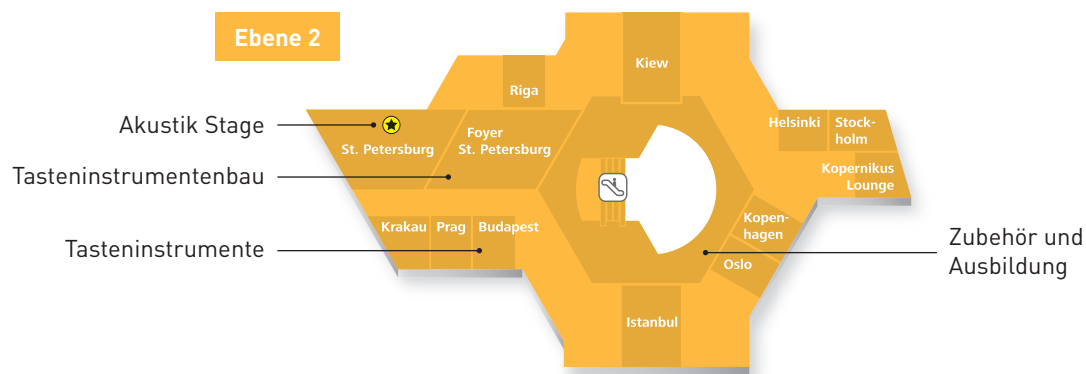 Ebene 2
Kiew
Riga
Akustik Stage
Helsinki
Stock-
holm
St. Petersburg
Foyer
St. Petersburg
Tasteninstrumentenbau
Kopernikus
Lounge
Krakau
Prag
Budapest
Kopen-
hagen
Tasteninstrumente
Oslo
Zubehör und
Ausbildung
Istanbul